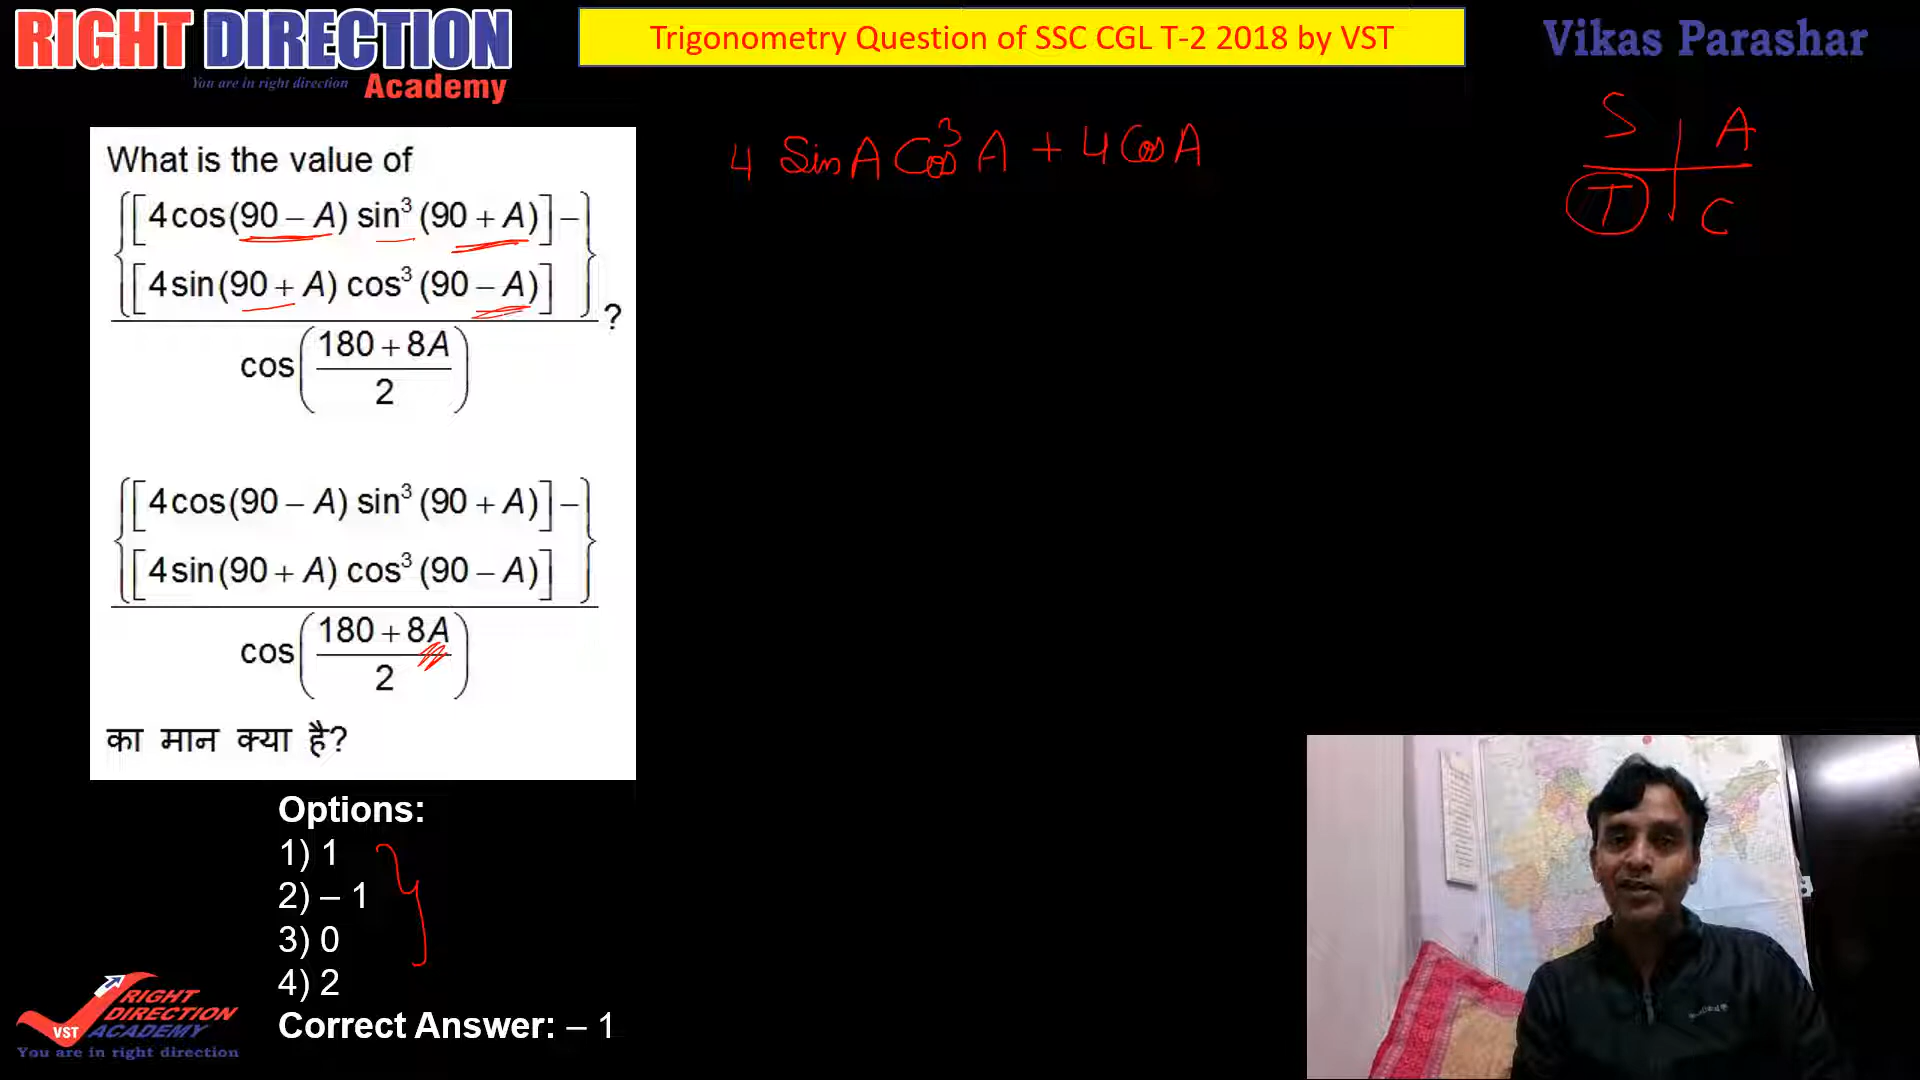 RIGHT DIRECTION
You are in right direction Academy
Trigonometry Question of SSC CGL T-2 2018 by VST
Vikas Parashar
What is the value of
{[4cos(90 – A) sin³ (90 + A)] –
[4sin(90 + A) cos³ (90 – A)]}
?
cos(180 + 8A / 2)
{[4cos(90 – A) sin³ (90 + A)] –
[4sin(90 + A) cos³ (90 – A)]}
cos(180 + 8A / 2)
का मान क्या है?
Options:
1) 1
2) – 1
3) 0
4) 2
Correct Answer: – 1
4 Sin A Cos³ A + 4 Cos A
S A
T C
RIGHT
DIRECTION
VST ACADEMY
You are in right direction